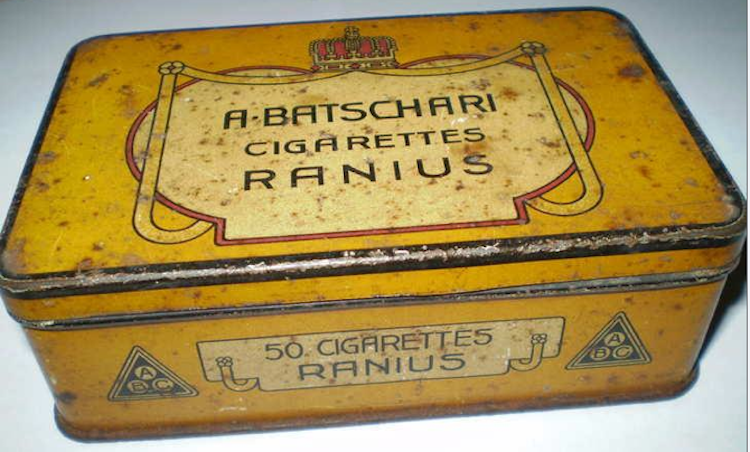 A·BATSCHARI
CIGARETTES
RANIUS
50 CIGARETTES
RANIUS
A
B C
A
B C